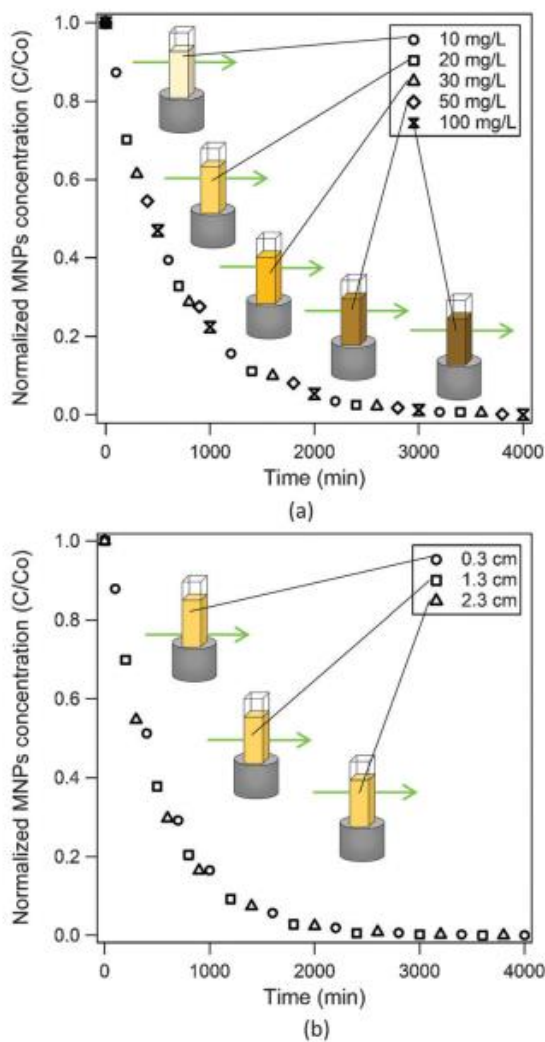 Normalized MNPs concentration (C/Co)
1.0
0.8
0.6
0.4
0.2
0.0
10 mg/L
20 mg/L
30 mg/L
50 mg/L
100 mg/L
0 1000 2000 3000 4000
Time (min)
(a)
Normalized MNPs concentration (C/Co)
1.0
0.8
0.6
0.4
0.2
0.0
0.3 cm
1.3 cm
2.3 cm
0 1000 2000 3000 4000
Time (min)
(b)